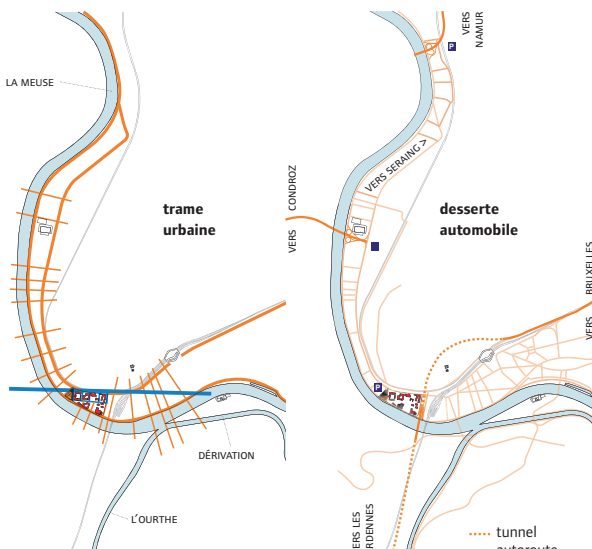 LA MEUSE
trame
urbaine
DÉRIVATION
L'OURTHE
VERS
NAMUR
P
VERS SERAING >
VERS CONDROZ
desserte
automobile
VERS BRUXELLES
P
VERS LES
tunnel
autoroute